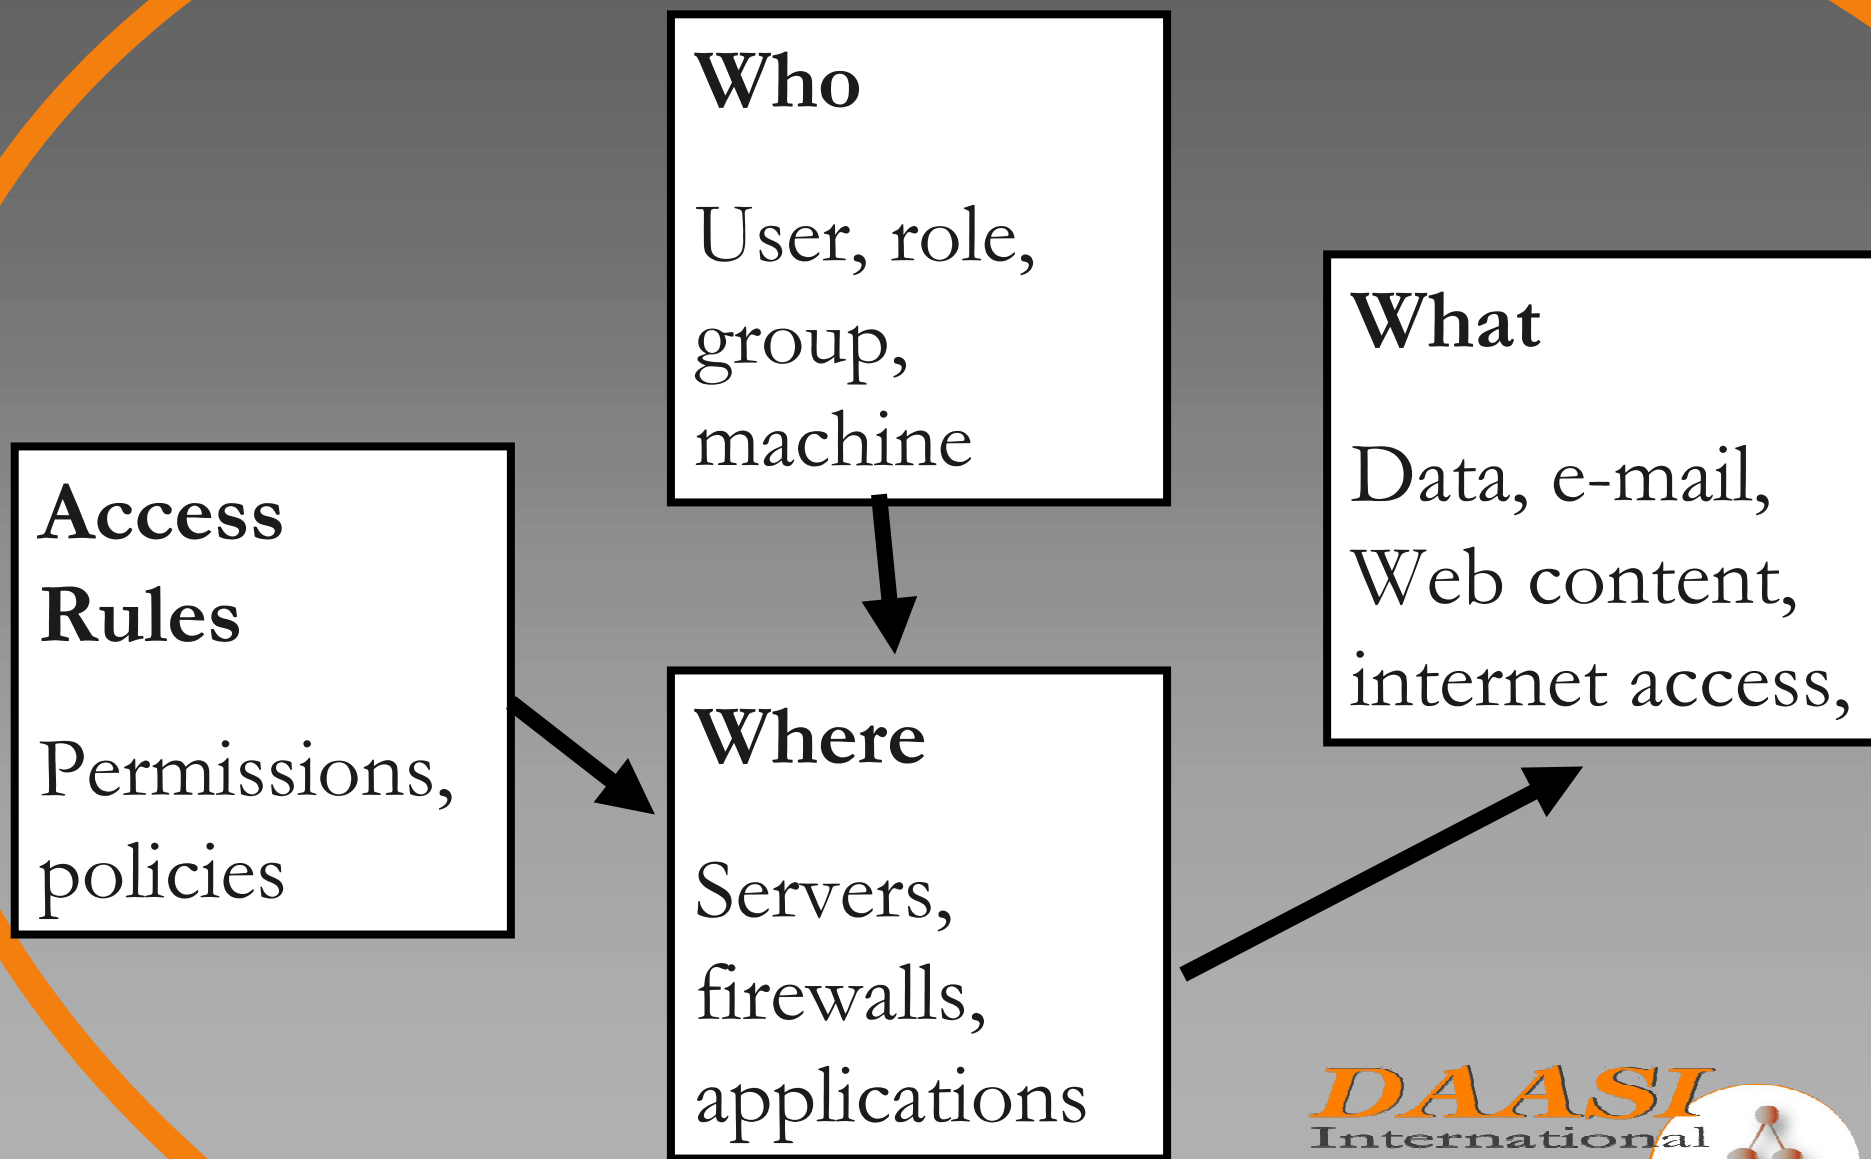 Who
User, role,
group,
machine
What
Data, e-mail,
Web content,
internet access,
Access
Rules
Permissions,
policies
Where
Servers,
firewalls,
applications
DAASI
International